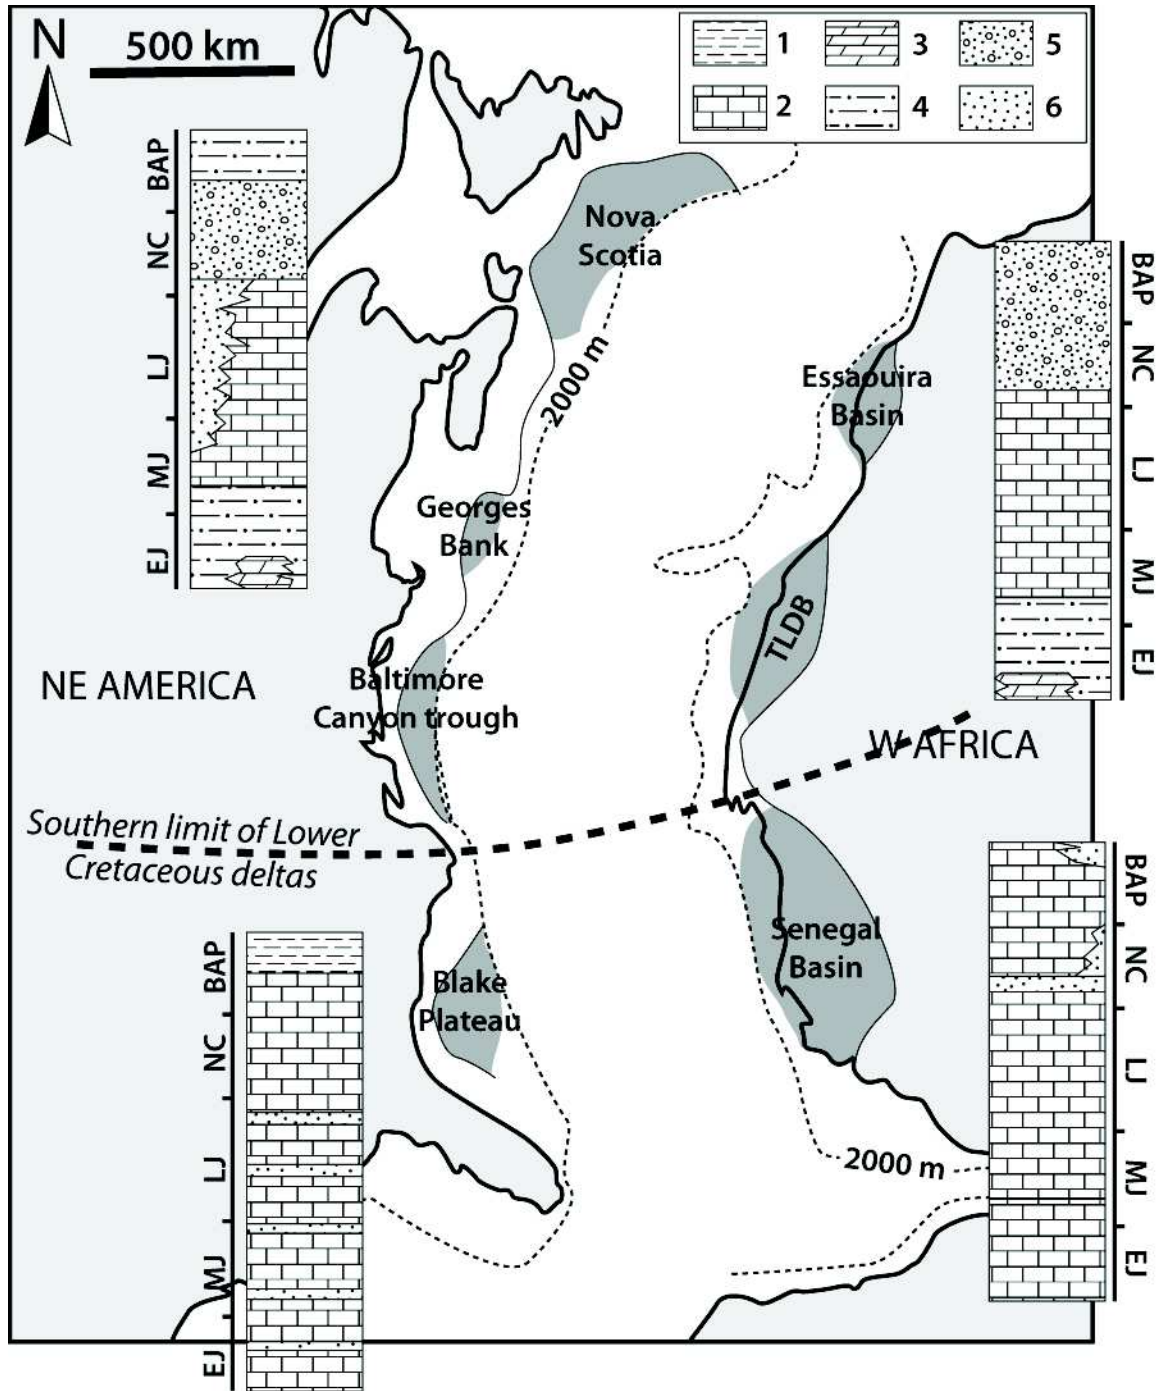 N
500 km
1
3
5
2
4
6
BAP
NC
LJ
MJ
EJ
Nova
Scotia
2000 m
BAP
NC
LJ
MJ
EJ
Essaouira
Basin
Georges
Bank
TLDB
NE AMERICA
Baltimore
Canyon trough
W AFRICA
Southern limit of Lower
Cretaceous deltas
BAP
NC
LJ
MJ
EJ
Blake
Plateau
Senegal
Basin
2000 m
BAP
NC
LJ
MJ
EJ